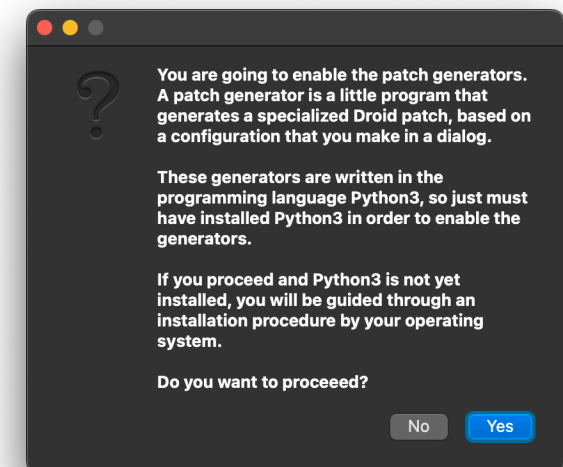 You are going to enable the patch generators.
A patch generator is a little program that
generates a specialized Droid patch, based on
a configuration that you make in a dialog.
These generators are written in the
programming language Python3, so just must
have installed Python3 in order to enable the
generators.
If you proceed and Python3 is not yet
installed, you will be guided through an
installation procedure by your operating
system.
Do you want to proceeed?
No
Yes